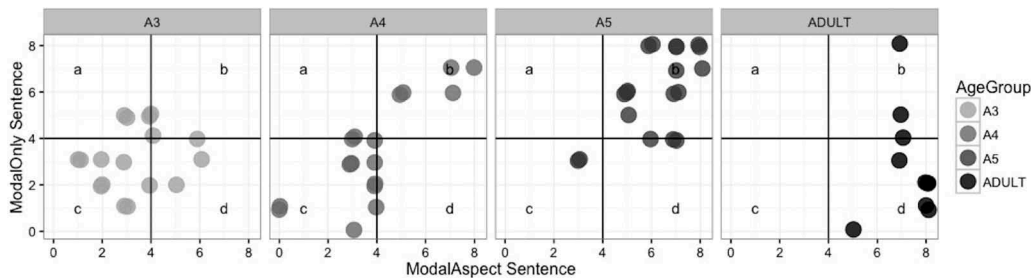 A3 A4 A5 ADULT
8
a b a b a b a b
6
4
2
c d c d c d c d
0
0 2 4 6 8 0 2 4 6 8 0 2 4 6 8 0 2 4 6 8
ModalOnly Sentence
ModalAspect Sentence
AgeGroup
A3
A4
A5
ADULT